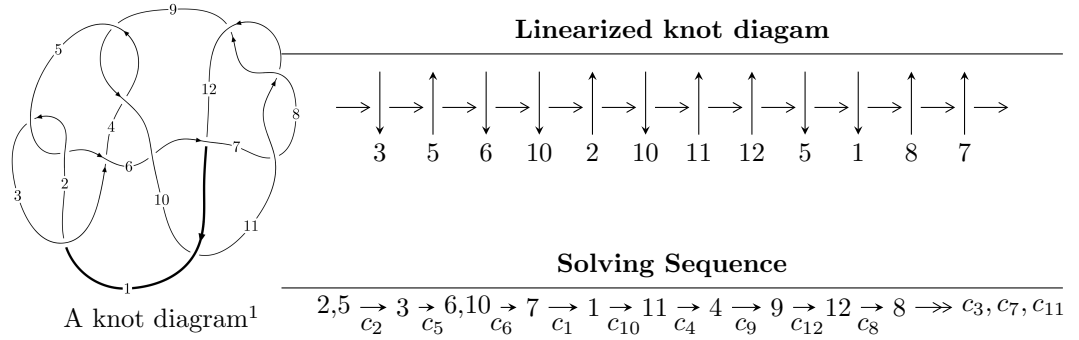 9
5
12
8
4
7
6
2
3
10
11
1
A knot diagram¹
Linearized knot diagam
3 5 6 10 2 10 11 12 5 1 8 7
Solving Sequence
2,5 → 3 → 6,10 → 7 → 1 → 11 → 4 → 9 → 12 → 8 →→ c₃, c₇, c₁₁
c₂ c₅ c₆ c₁ c₁₀ c₄ c₉ c₁₂ c₈